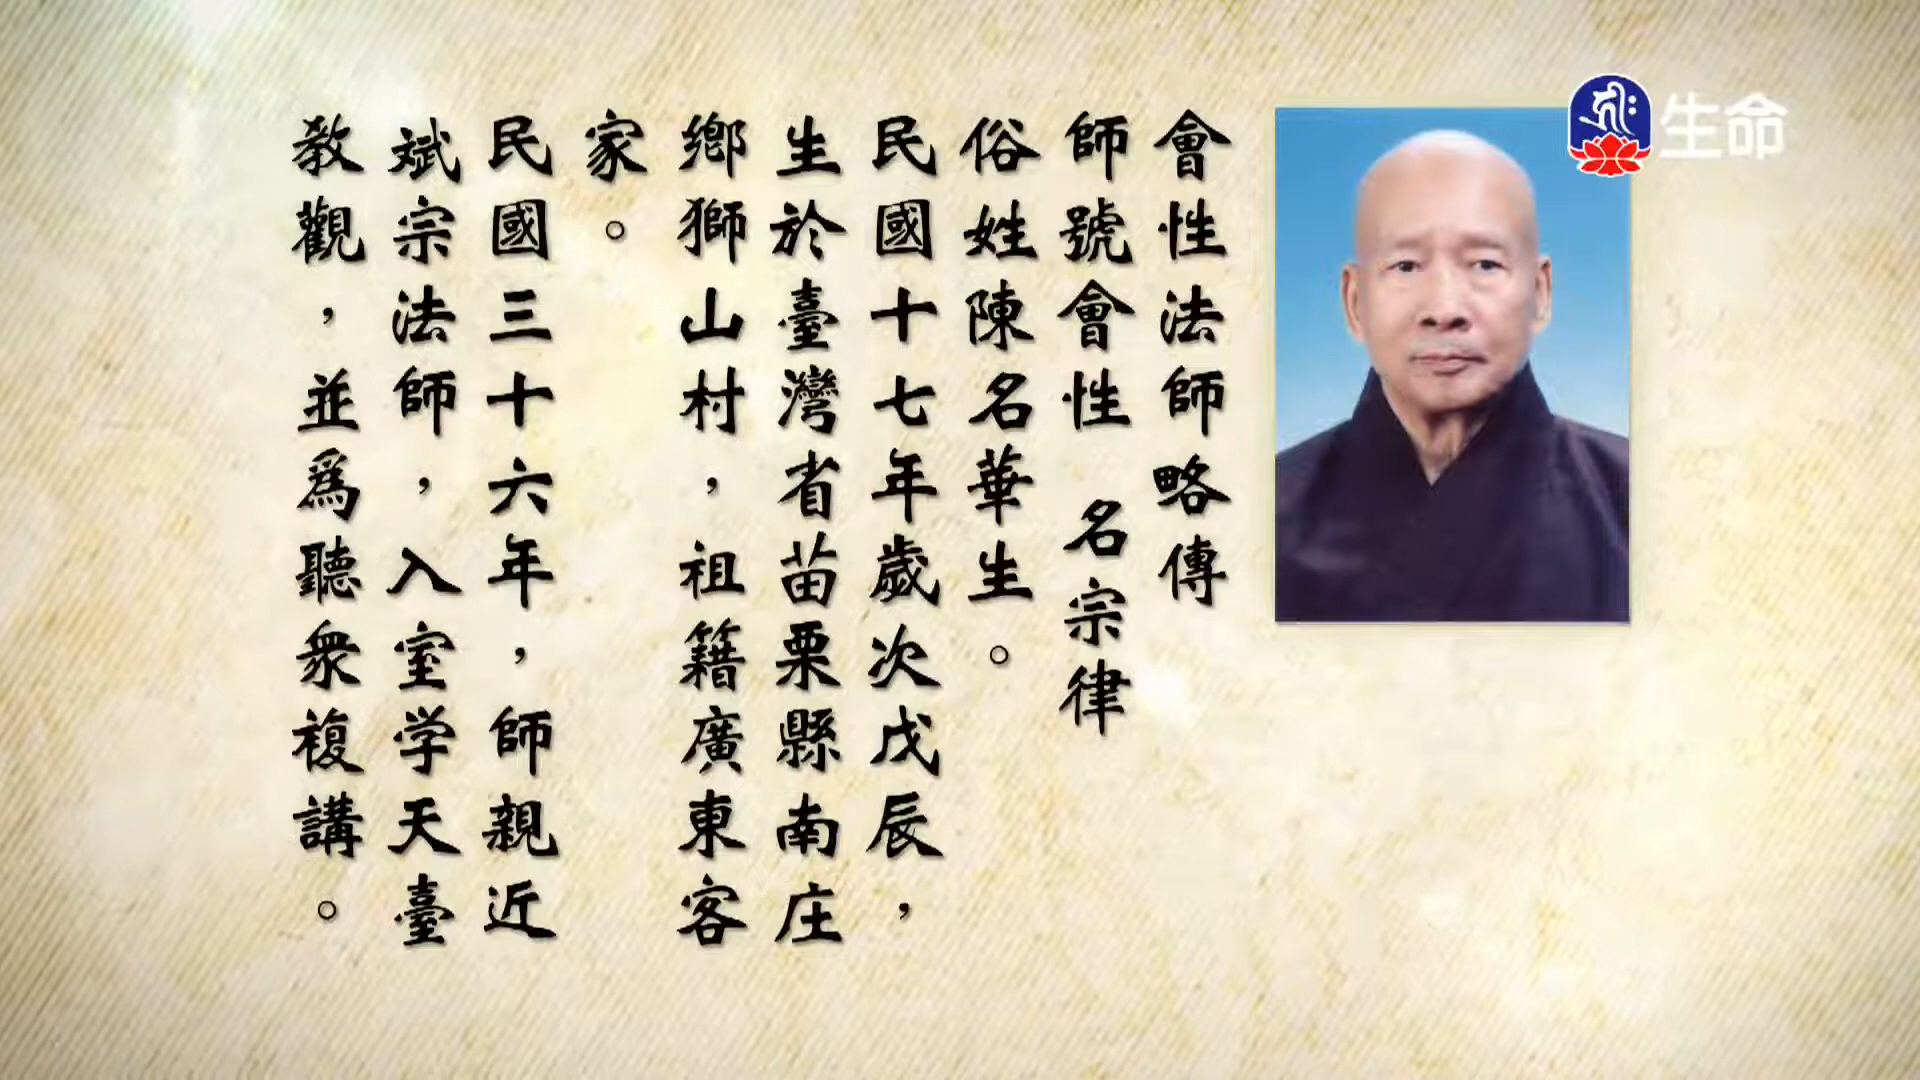 會性法師略傳
師號會性 名宗律
俗姓陳名華生。
民國十七年歲次戊辰，
生於臺灣省苗栗縣南庄
鄉獅山村，祖籍廣東客
家。
民國三十六年，師親近
斌宗法師，入室学天臺
教觀，並為聽眾複講。
生命